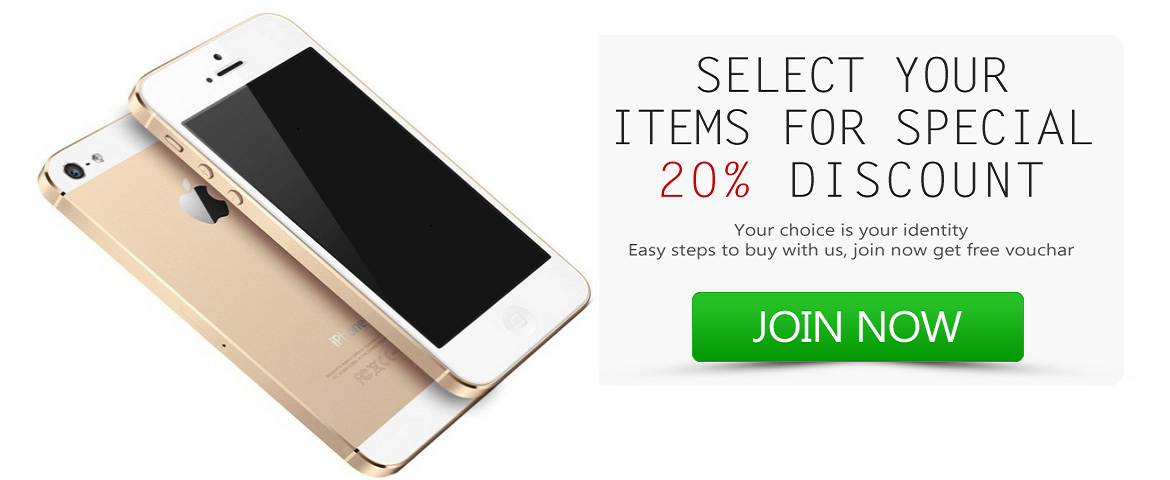 SELECT YOUR
ITEMS FOR SPECIAL
20% DISCOUNT
Your choice is your identity
Easy steps to buy with us, join now get free vouchar
JOIN NOW
iPhone